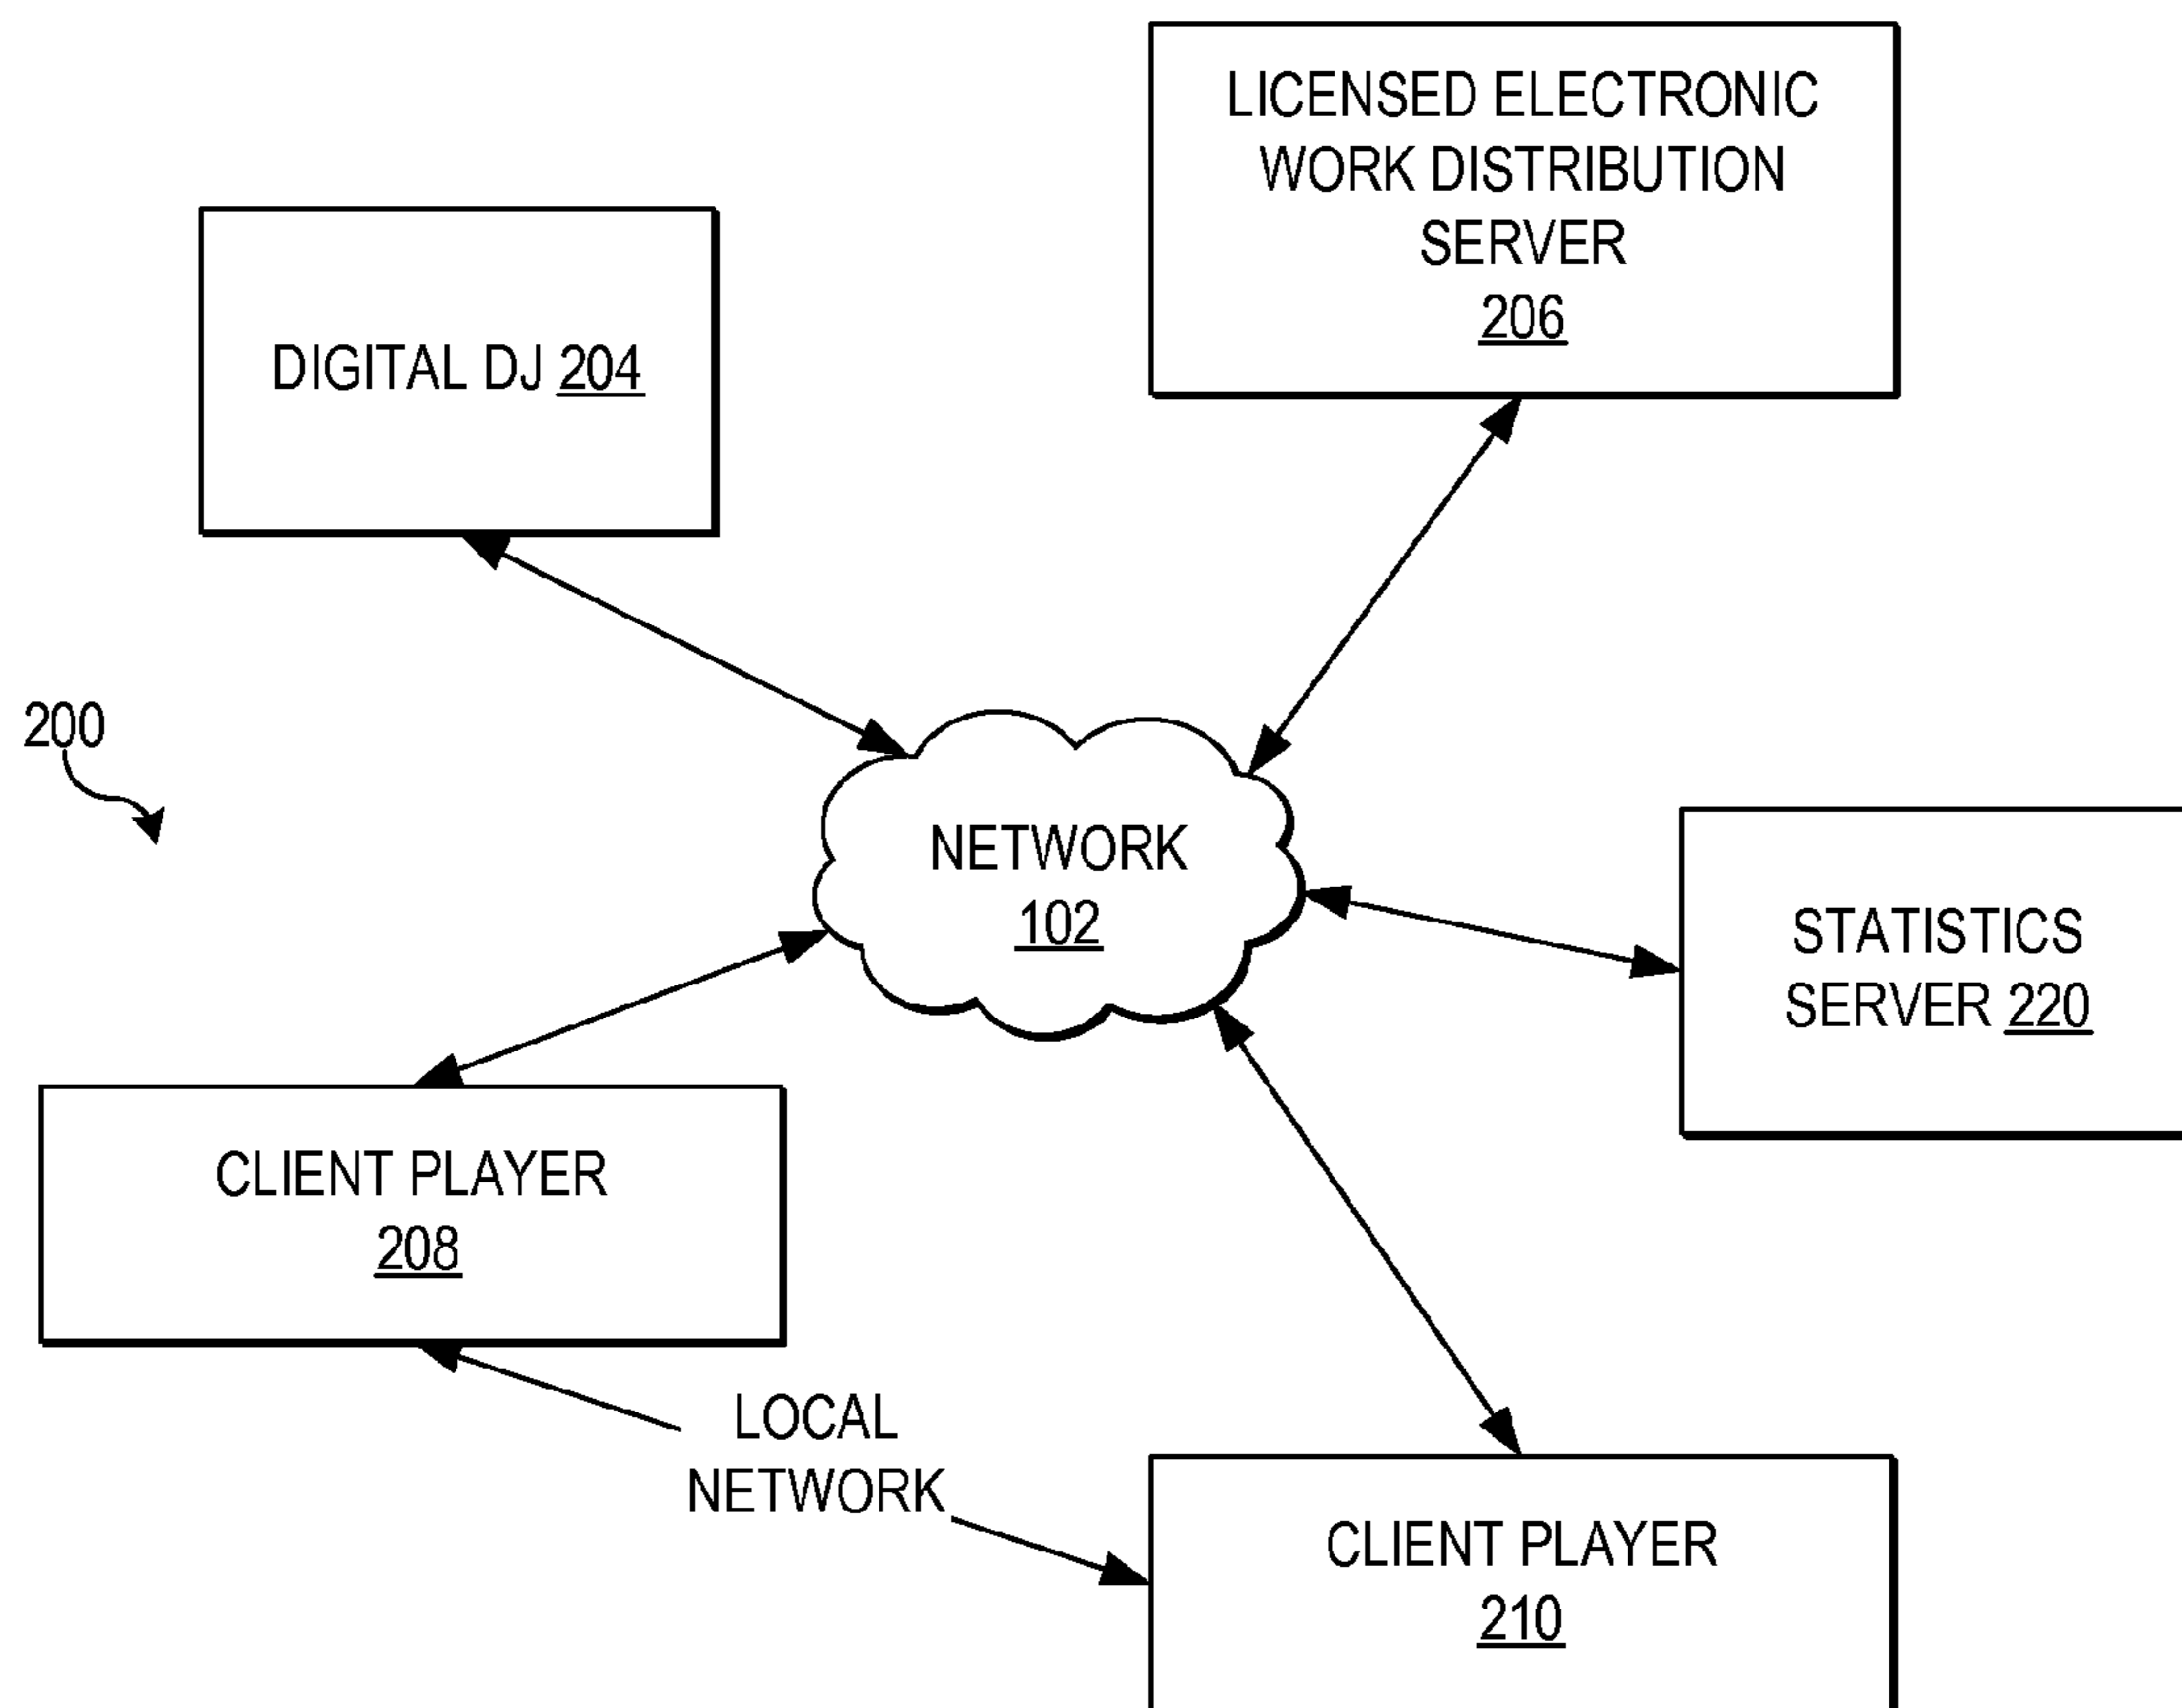 LICENSED ELECTRONIC
WORK DISTRIBUTION
SERVER
206
DIGITAL DJ 204
200
NETWORK
102
STATISTICS
SERVER 220
CLIENT PLAYER
208
LOCAL
NETWORK
CLIENT PLAYER
210